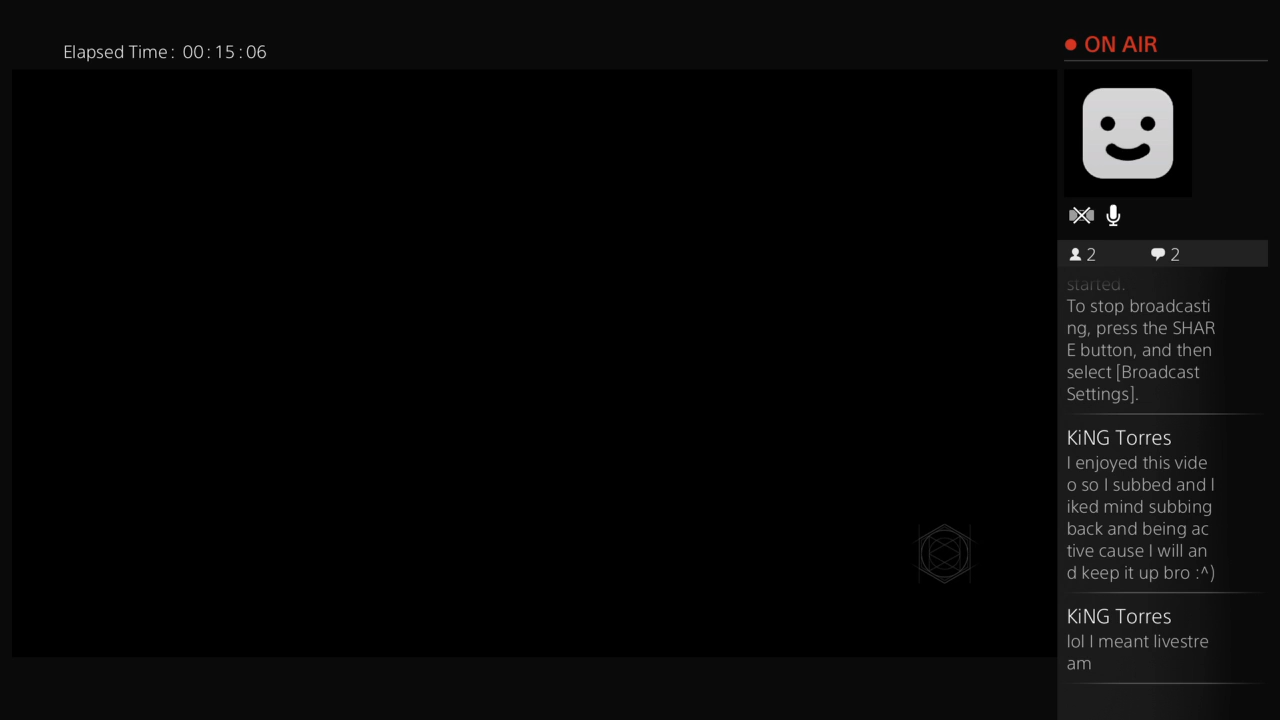 Elapsed Time: 00:15:06
ON AIR
2 2
started.
To stop broadcasti
ng, press the SHAR
E button, and then
select [Broadcast
Settings].
KiNG Torres
I enjoyed this vide
o so I subbed and l
iked mind subbing
back and being ac
tive cause I will an
d keep it up bro :^)
KiNG Torres
lol I meant livestre
am